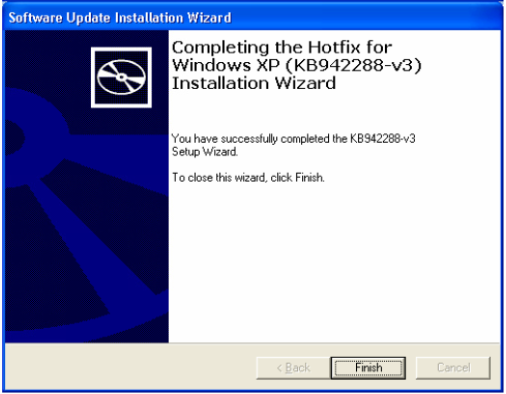 Software Update Installation Wizard
Completing the Hotfix for
Windows XP (KB942288-v3)
Installation Wizard
You have successfully completed the KB942288-v3
Setup Wizard.
To close this wizard, click Finish.
< Back
Finish
Cancel